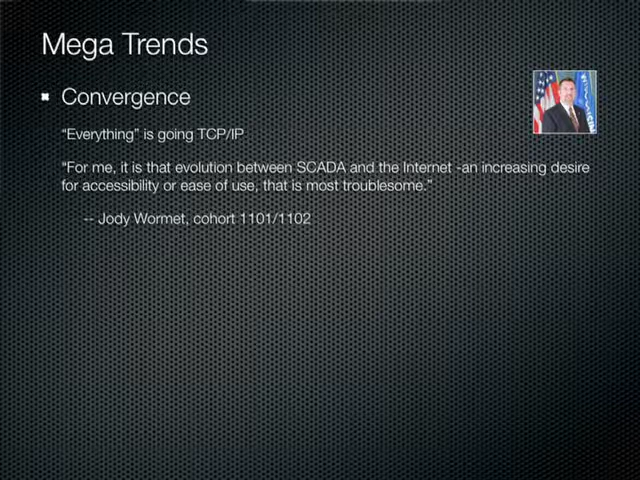 Mega Trends
Convergence
“Everything” is going TCP/IP
“For me, it is that evolution between SCADA and the Internet -an increasing desire
for accessibility or ease of use, that is most troublesome.”
-- Jody Wormet, cohort 1101/1102